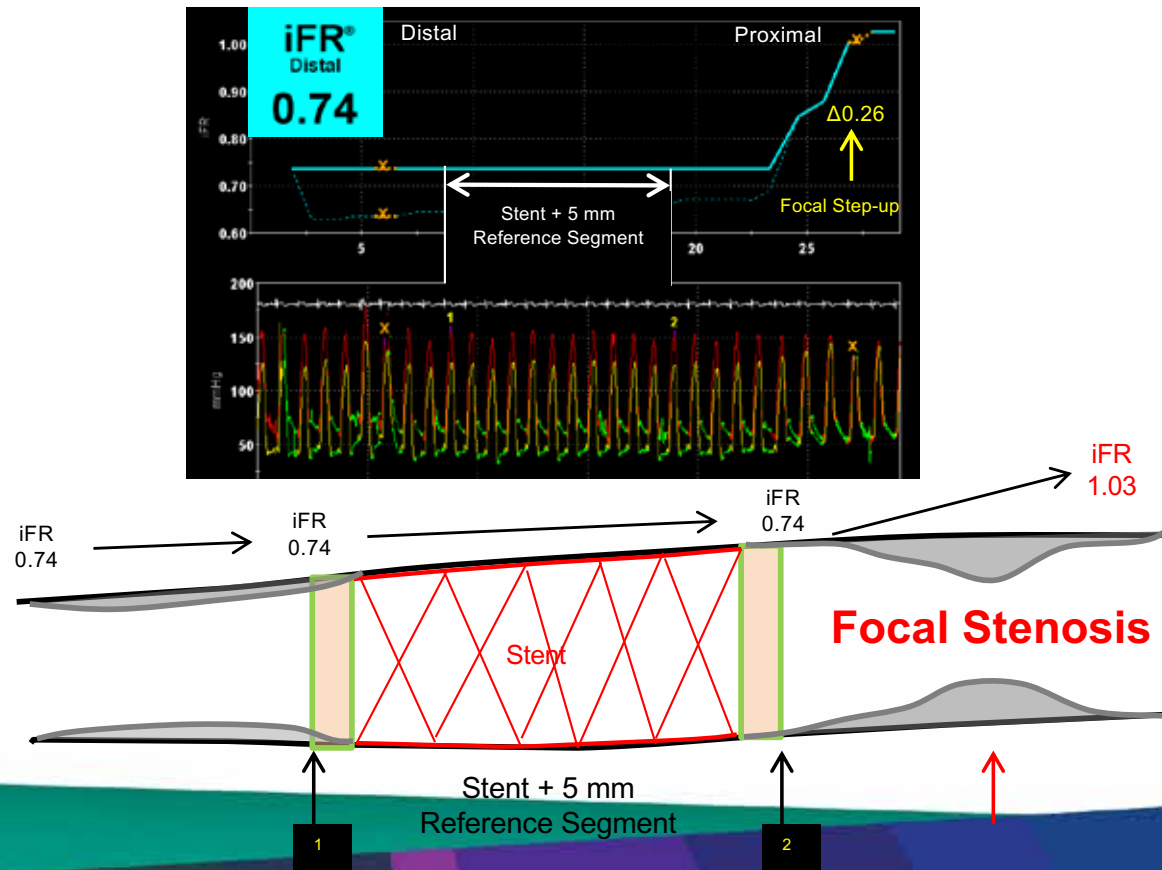 iFR®
Distal
0.74
Distal
Proximal
1.00
0.90
0.80
0.70
0.60
iFR
Δ0.26
Focal Step-up
Stent + 5 mm
Reference Segment
5
20
25
200
150
100
50
mmHg
X
X
X
1
2
X
X
iFR
0.74
iFR
0.74
iFR
0.74
iFR
1.03
Stent
Focal Stenosis
Stent + 5 mm
Reference Segment
1
2